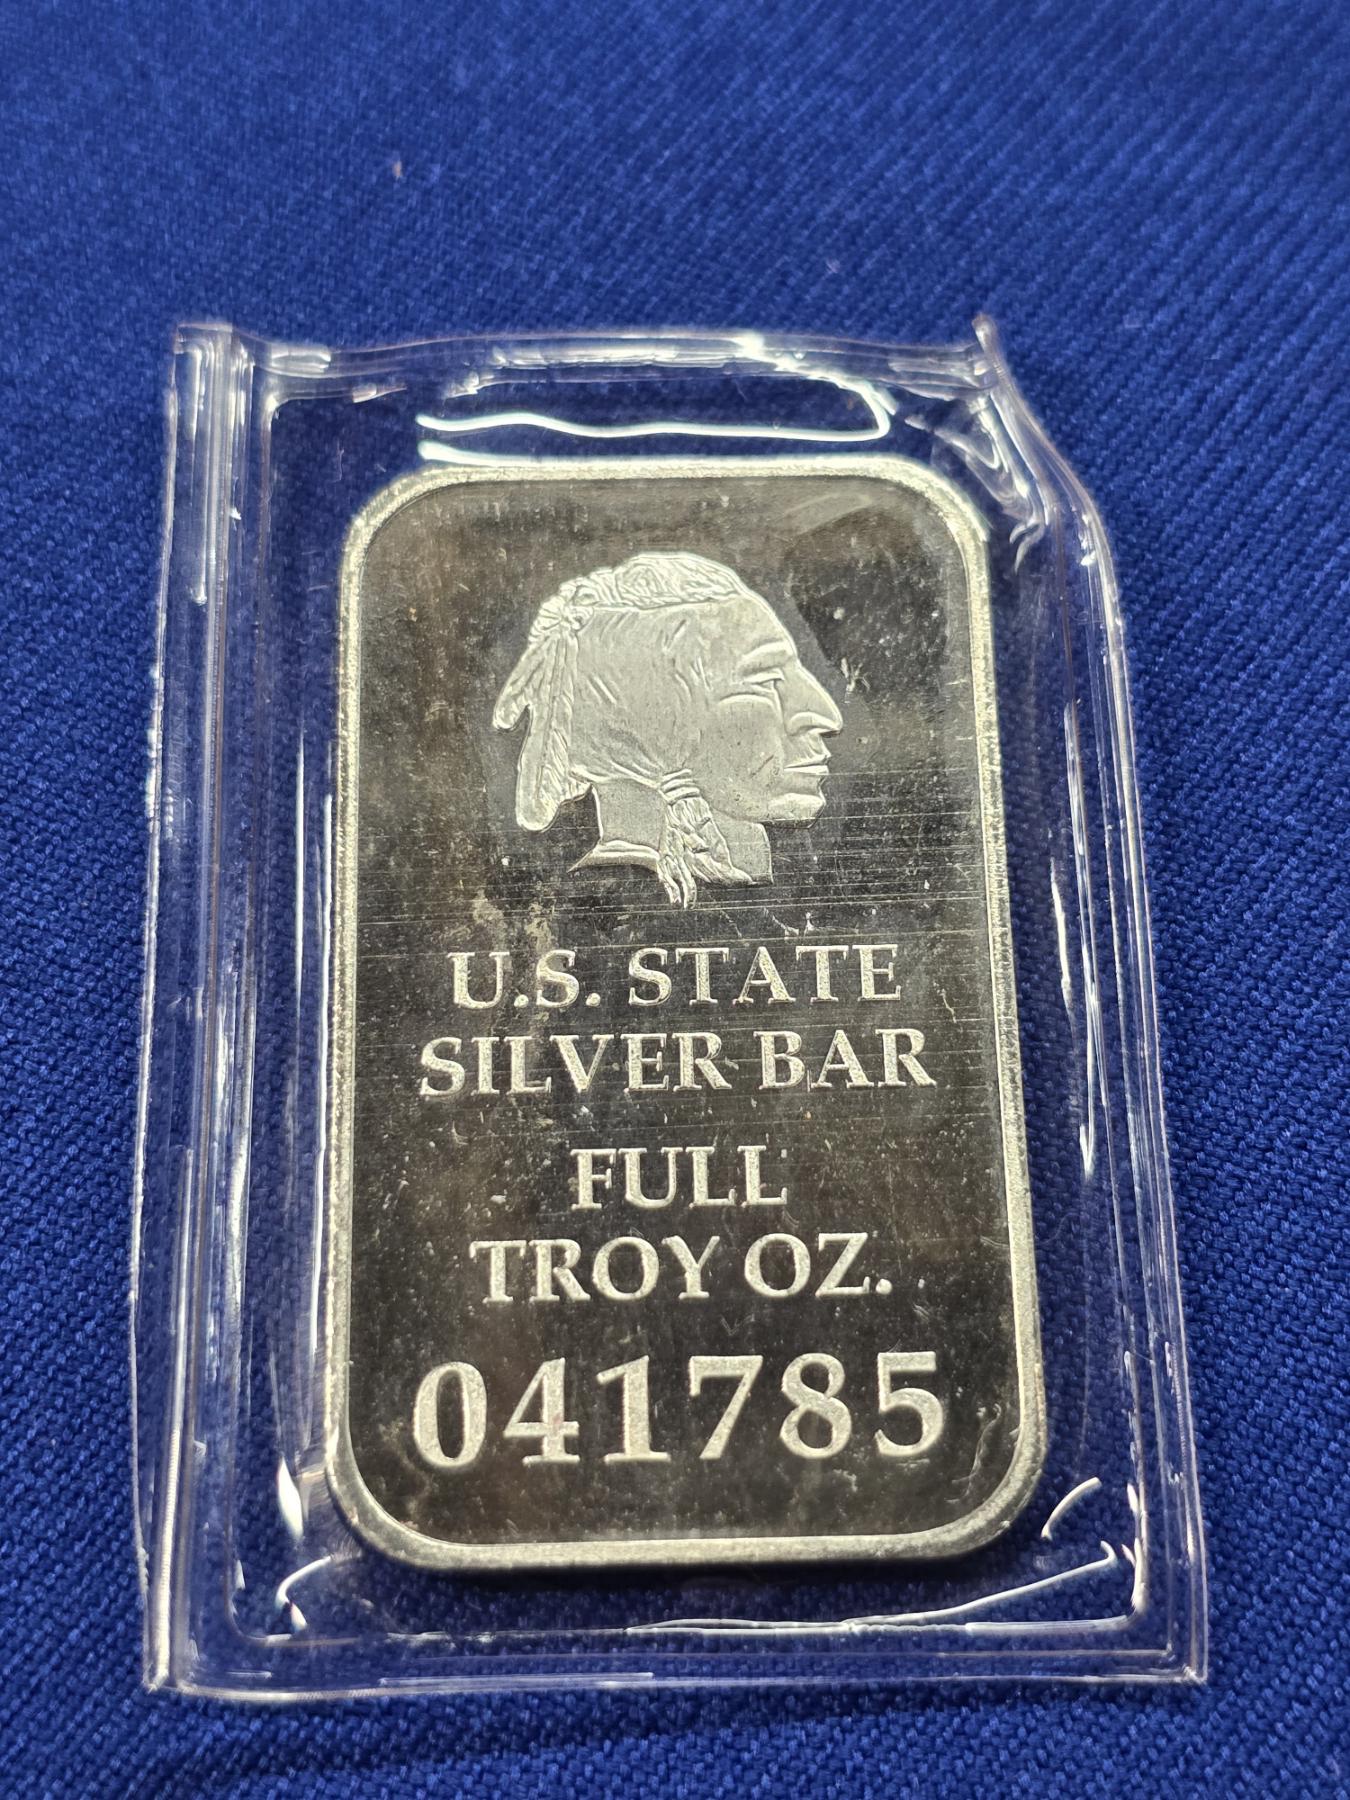 U.S. STATE
SILVER BAR
FULL
TROY OZ.
041785